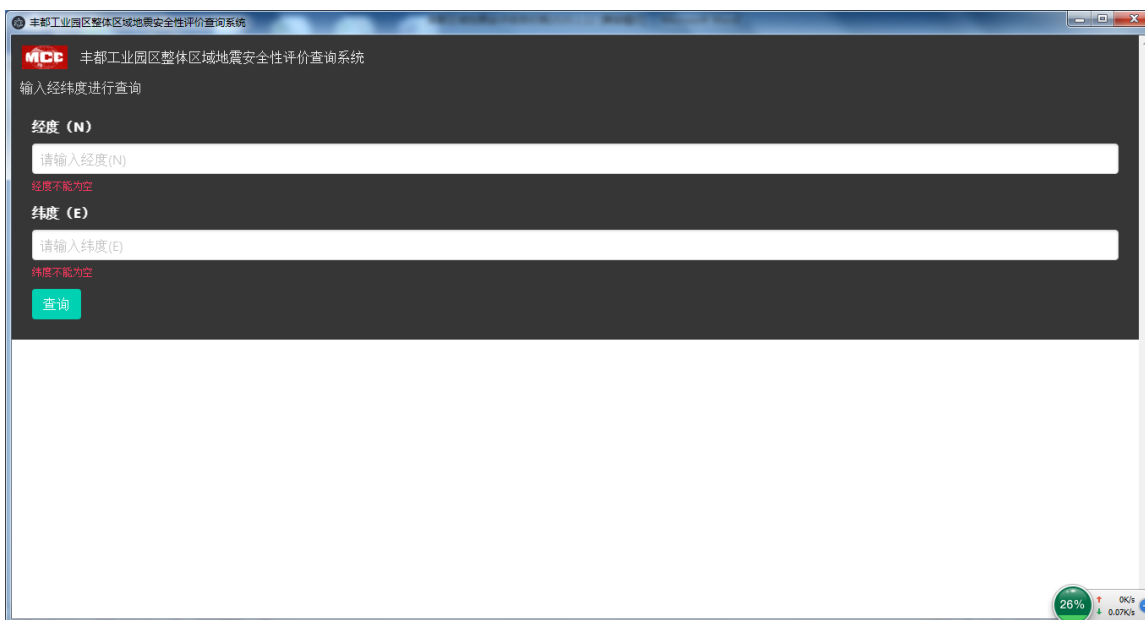 丰都工业园区整体区域地震安全性评价查询系统
MCC 丰都工业园区整体区域地震安全性评价查询系统
输入经纬度进行查询
经度（N）
请输入经度(N)
经度不能为空
纬度（E）
请输入纬度(E)
纬度不能为空
查询
26% ↑ 0K/s
↓ 0.07K/s